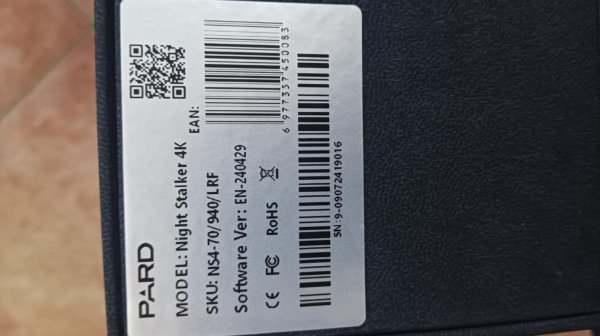 PARD
MODEL: Night Stalker 4K
SKU: NS4-70/940/LRF
EAN:
6 977357 450083
Software Ver: EN-240429
CE FC RoHS
SN: 9-09072419016